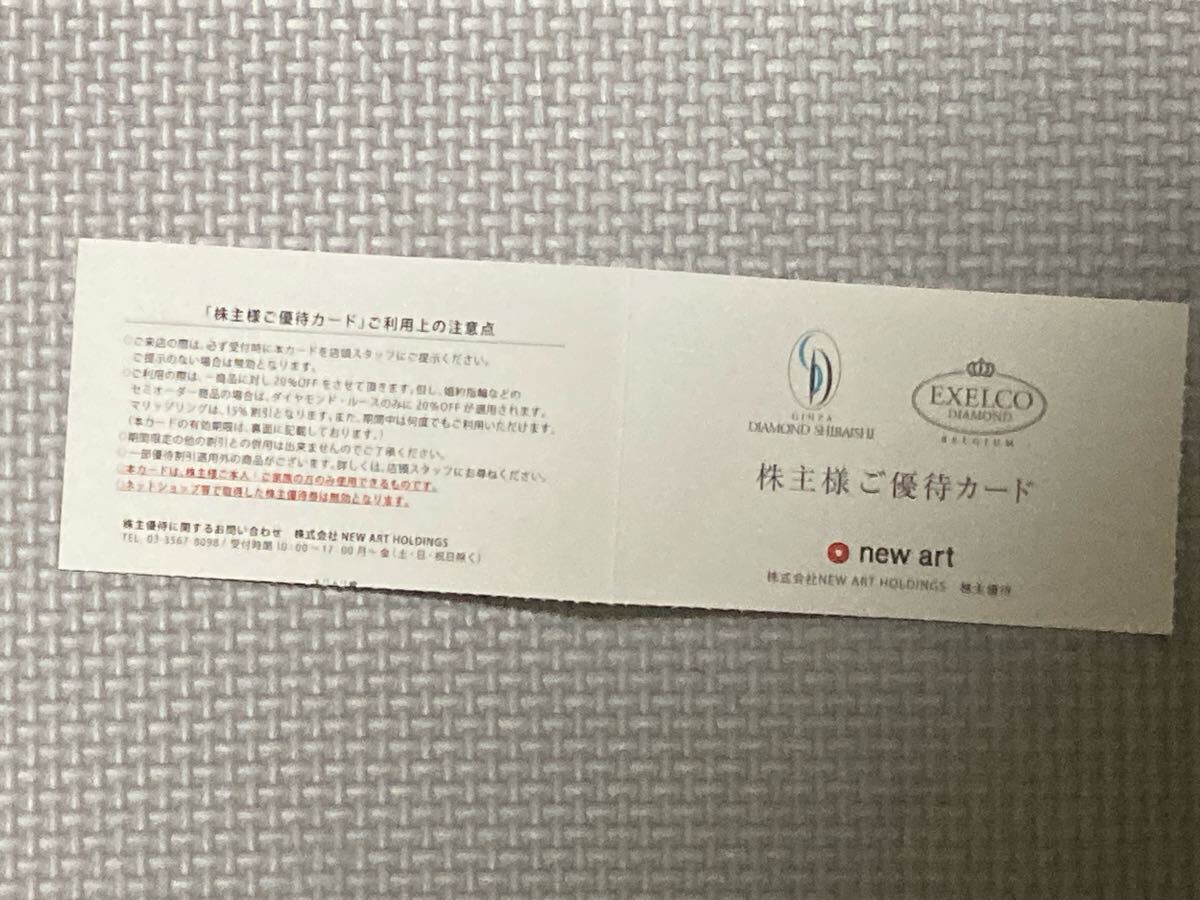 「株主様ご優待カード」ご利用上の注意点
◎ご来店の際は、必ず受付時に本カードを店頭スタッフにご提示ください。
ご提示のない場合は無効となります。
◎ご利用の際は、一商品に対し20%OFFをさせて頂きます。但し、婚約指輪などの
セミオーダー商品の場合は、ダイヤモンド・ルースのみに20%OFFが適用されます。
マリッジリングは、15%割引となります。また、期間中は何度でもご利用いただけます。
(本カードの有効期限は、裏面に記載しております。)
◎期間限定の他の割引との併用は出来ませんのでご了承ください。
◎一部優待割引適用外の商品がございます。詳しくは、店頭スタッフにお尋ねください。
◎本カードは、株主様ご本人・ご家族の方のみ使用できるものです。
◎ネットショップ等で取得した株主優待券は無効となります。
株主優待に関するお問い合わせ 株式会社 NEW ART HOLDINGS
TEL. 03-3567-8098 / 受付時間 10:00〜17:00 月〜金(土・日・祝日除く)
GINZA
DIAMOND SHIRAISHI
EXELCO
DIAMOND
BELGIUM
株主様ご優待カード
new art
株式会社NEW ART HOLDINGS 株主優待